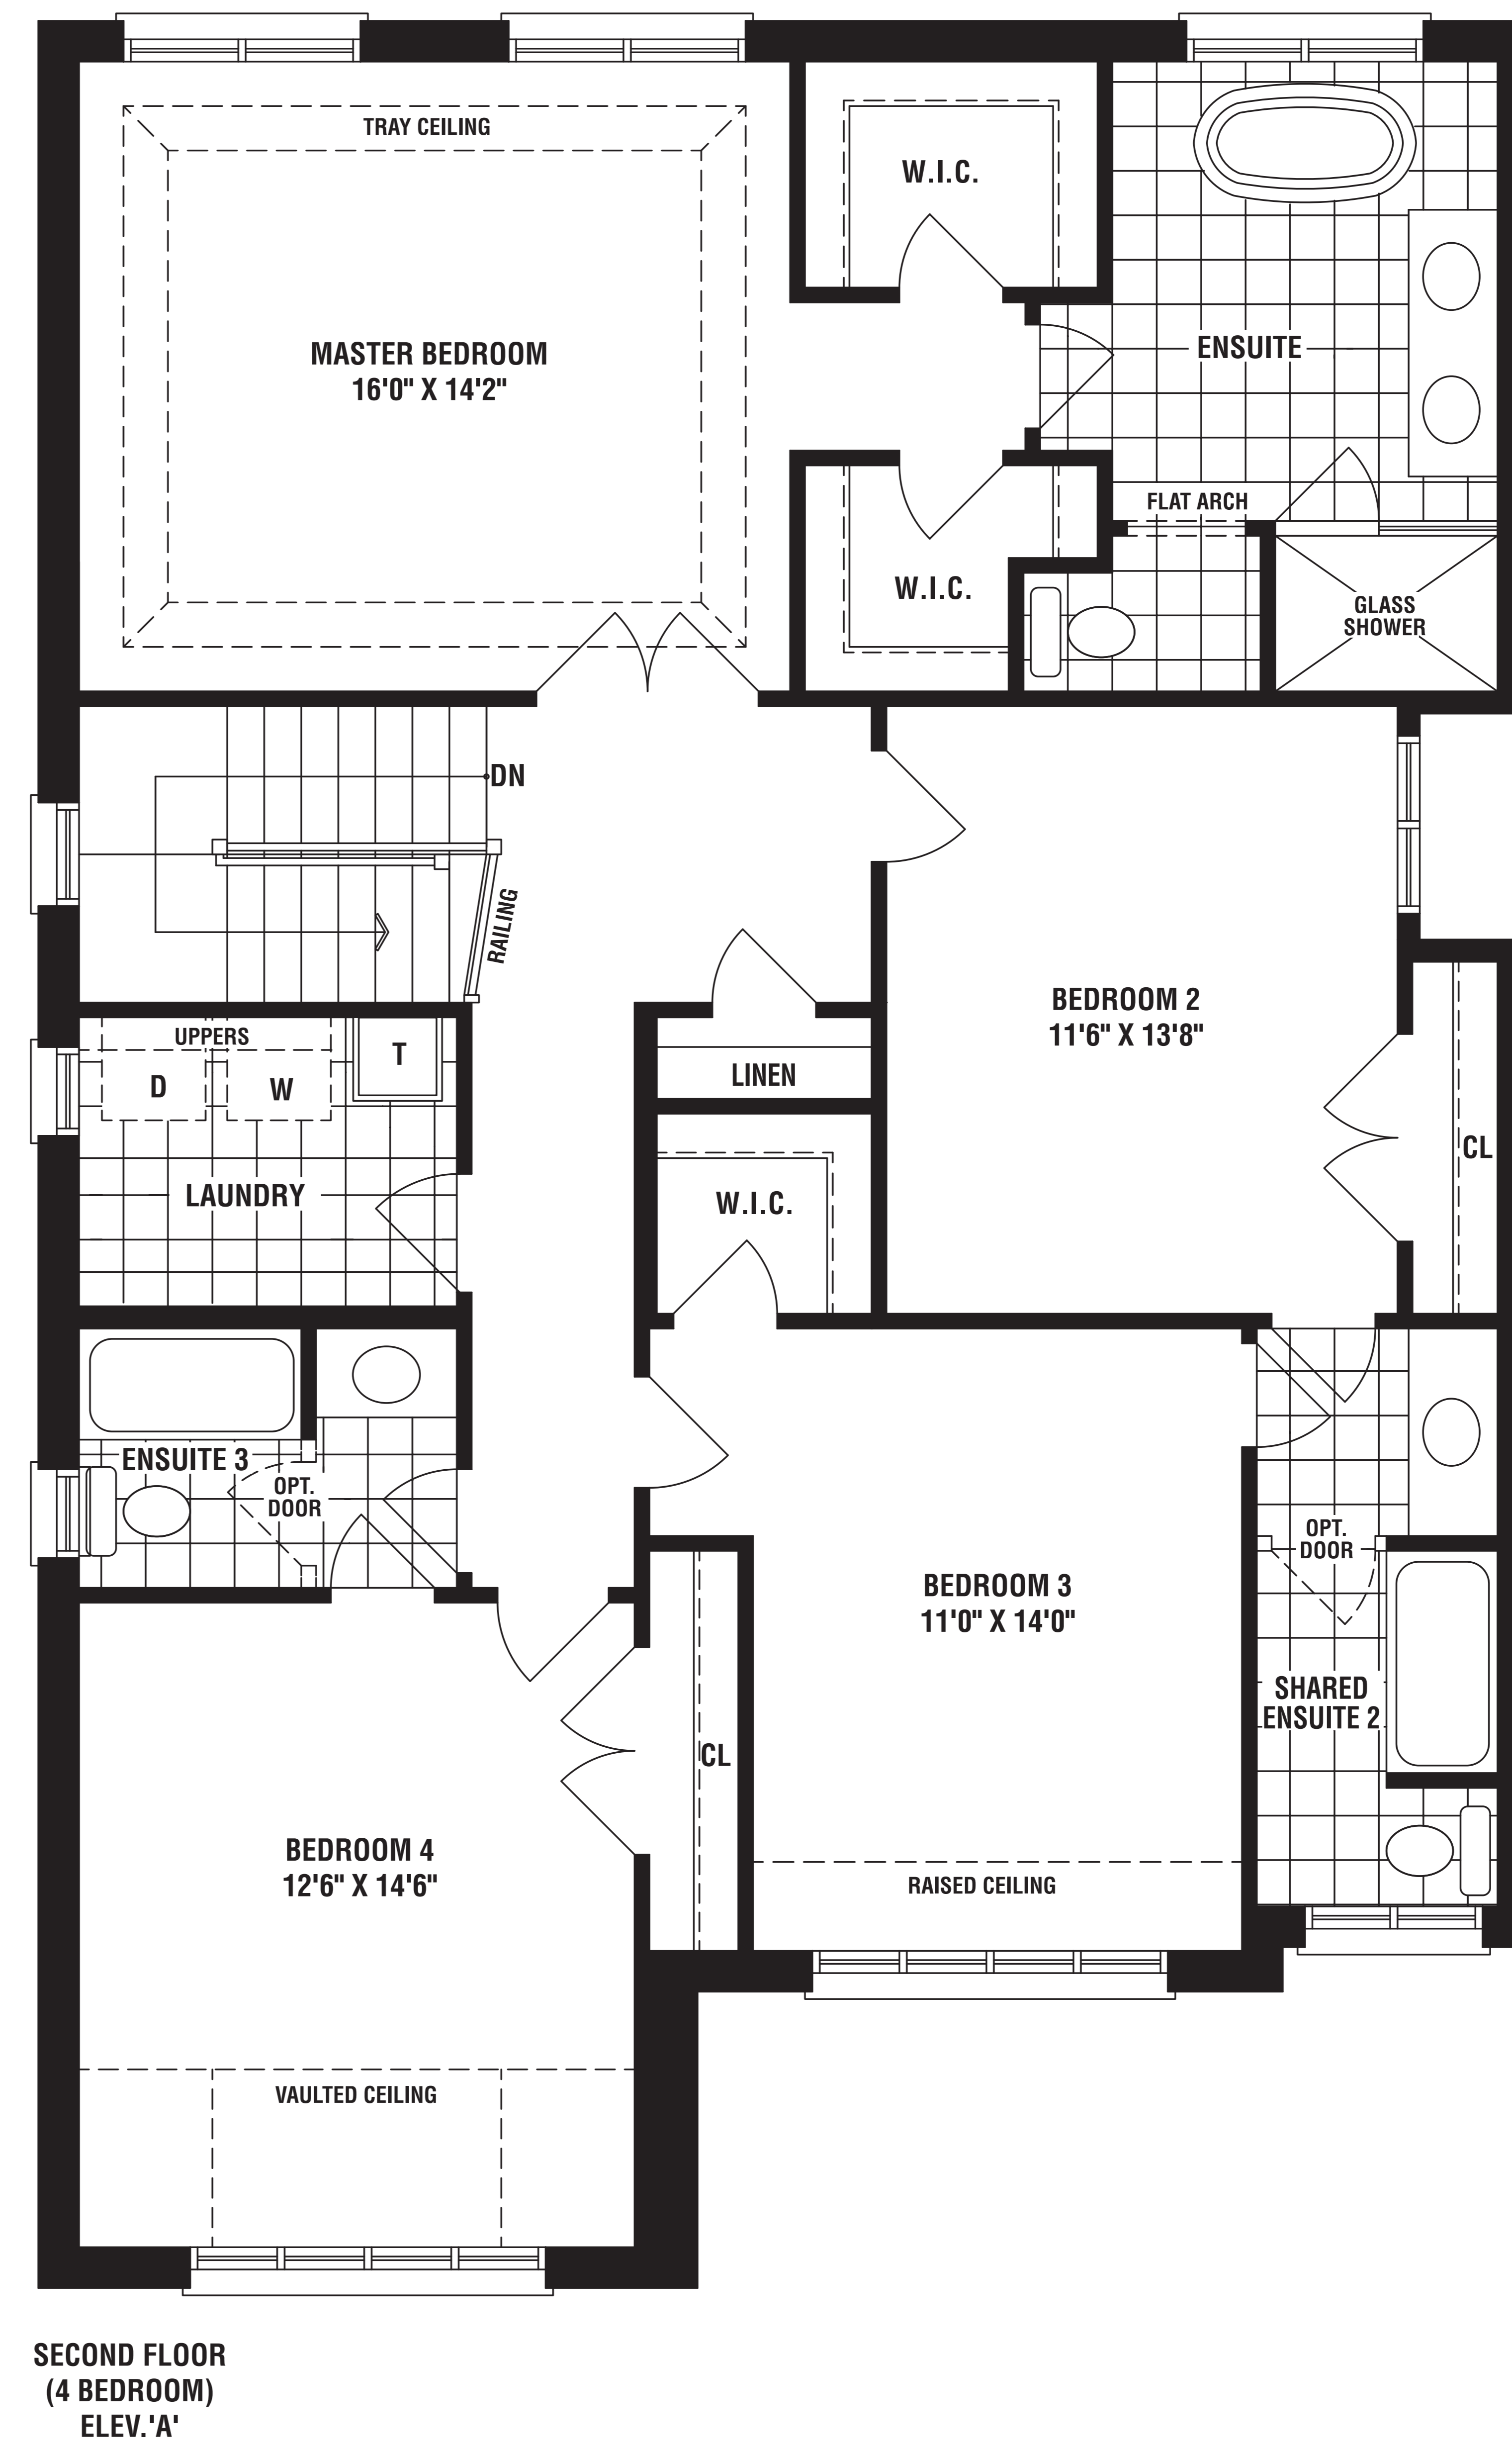 TRAY CEILING
W.I.C.
MASTER BEDROOM
16'0" X 14'2"
ENSUITE
FLAT ARCH
W.I.C.
GLASS
SHOWER
DN
RAILING
BEDROOM 2
11'6" X 13'8"
UPPERS
D
W
T
LINEN
LAUNDRY
W.I.C.
CL
ENSUITE 3
OPT.
DOOR
OPT.
DOOR
BEDROOM 3
11'0" X 14'0"
SHARED
ENSUITE 2
CL
BEDROOM 4
12'6" X 14'6"
RAISED CEILING
VAULTED CEILING
SECOND FLOOR
(4 BEDROOM)
ELEV.'A'